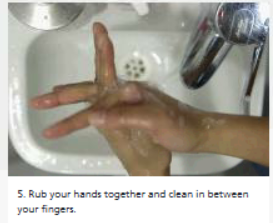 5. Rub your hands together and clean in between
your fingers.